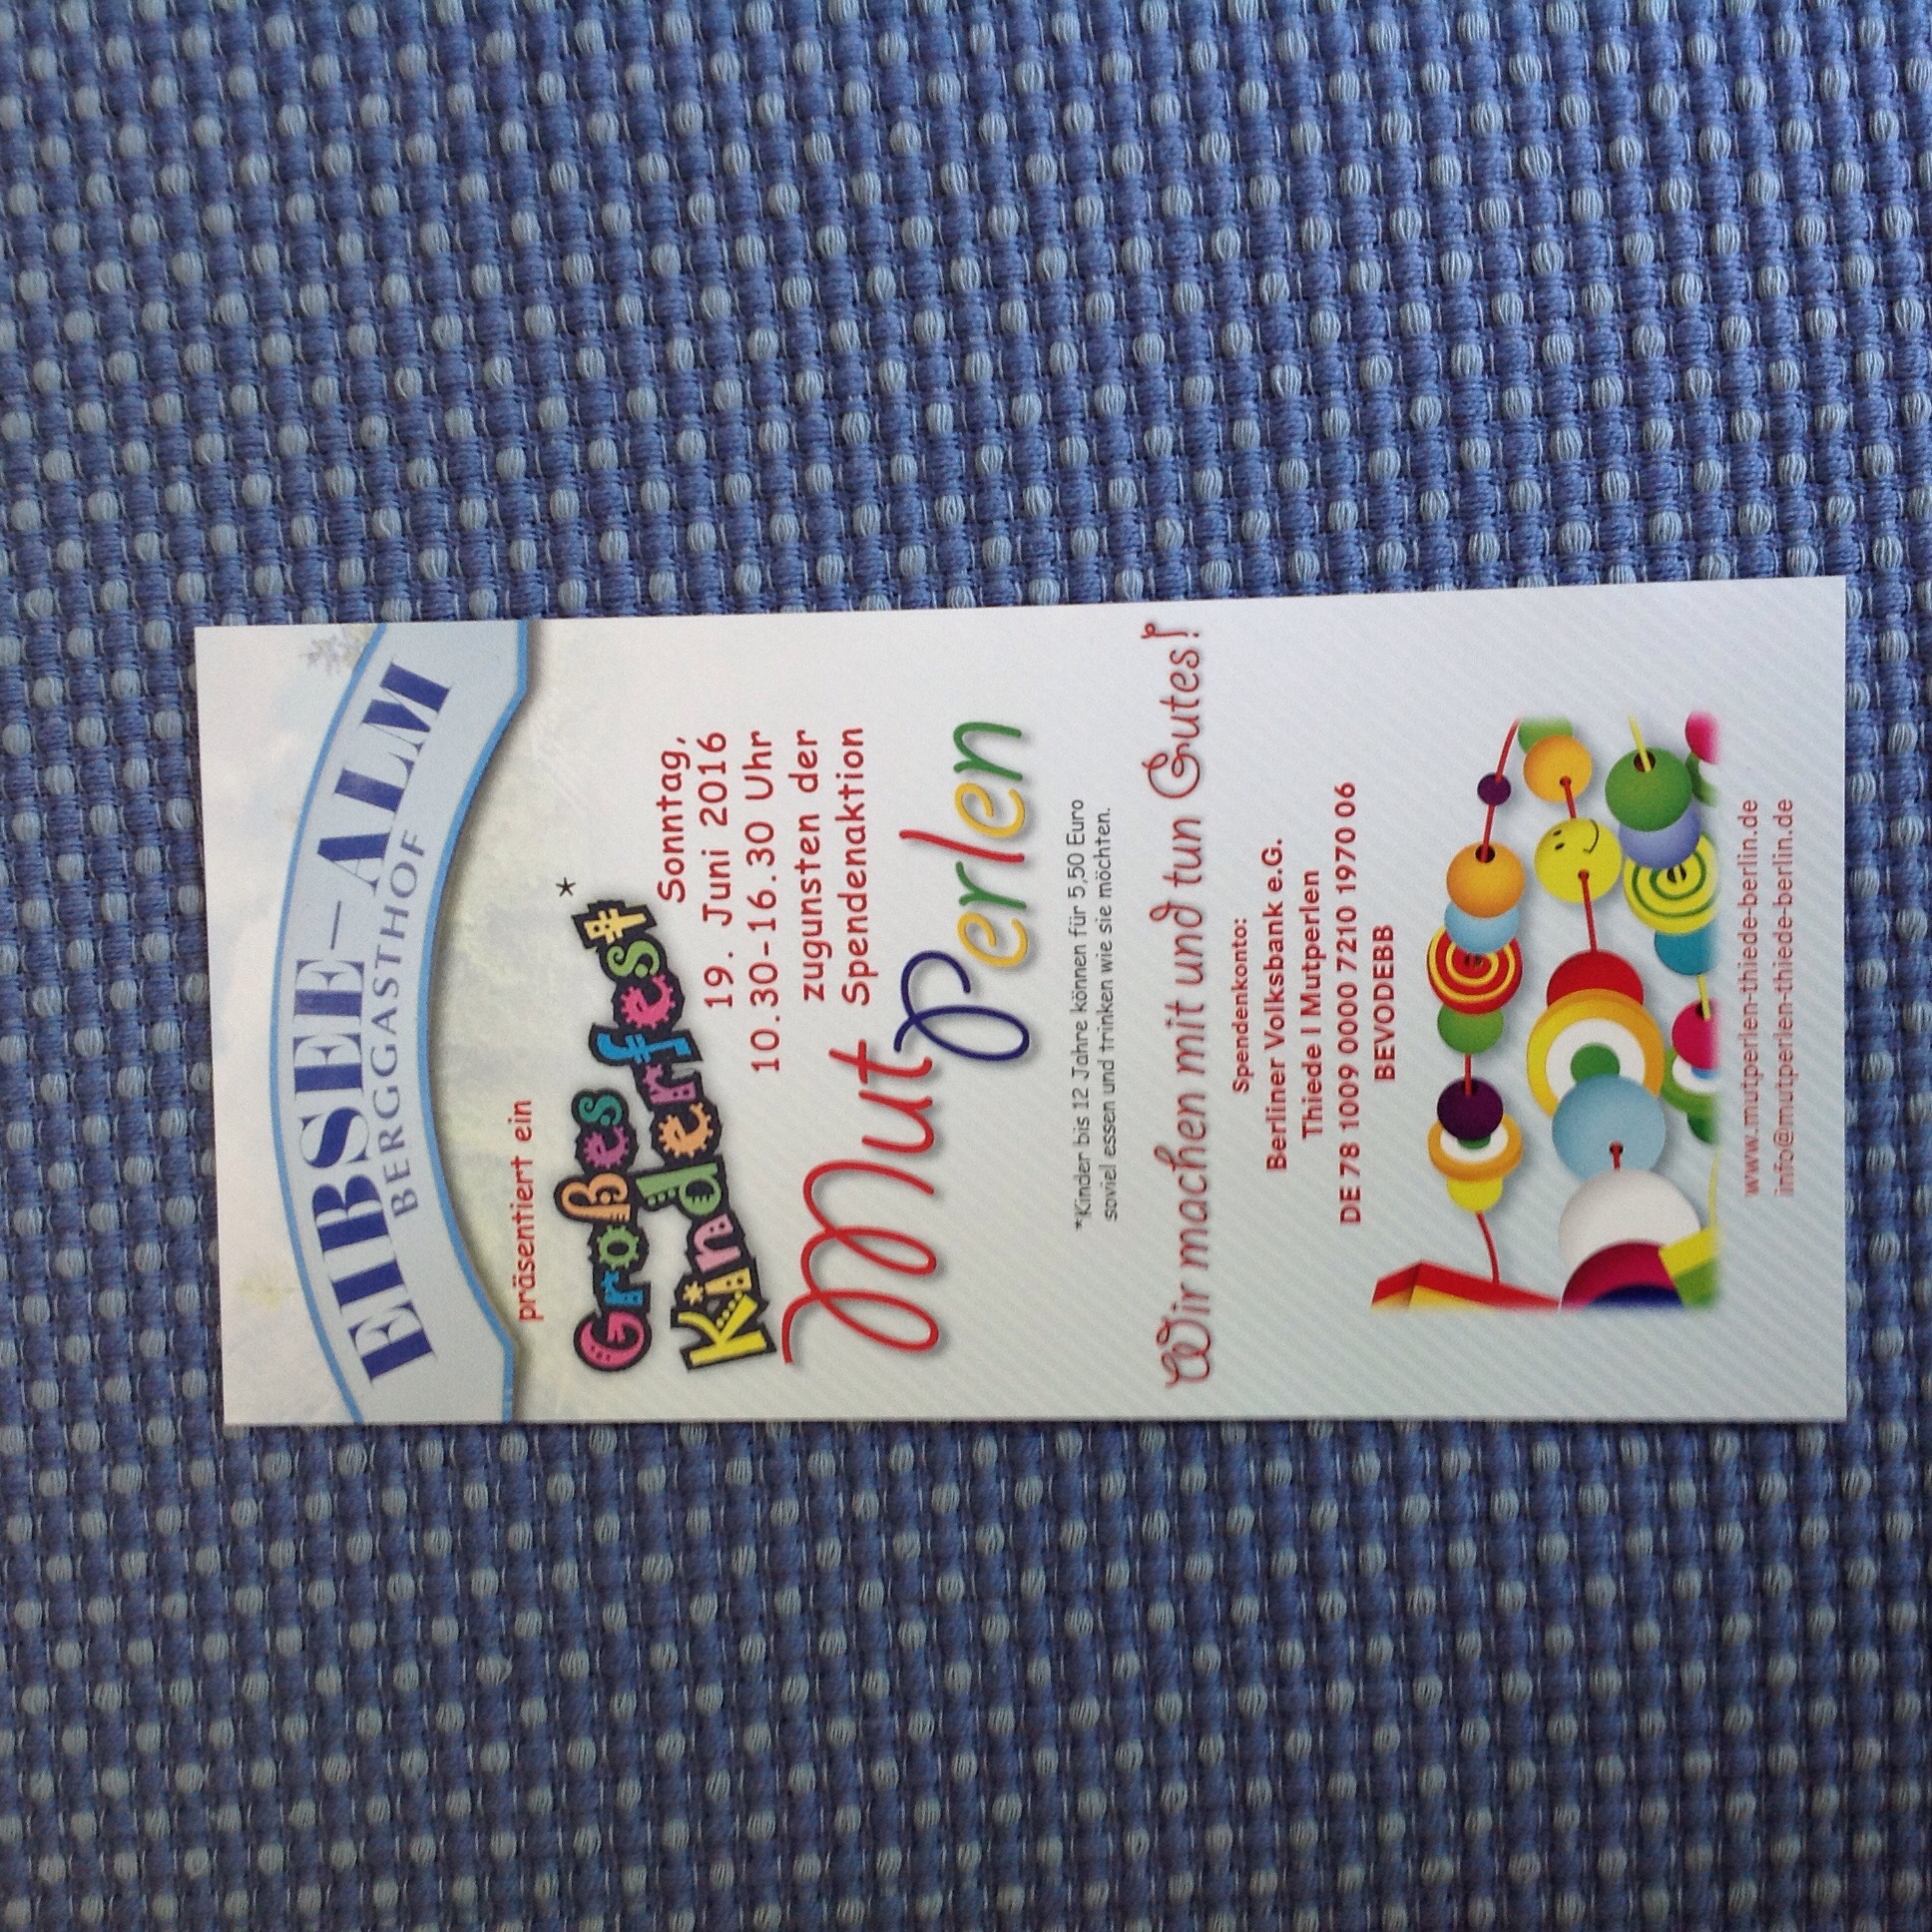 EIBSEE-ALM
BERGGASTHOF
präsentiert ein
Großes
Kinderfest*
Sonntag,
19. Juni 2016
10.30-16.30 Uhr
zugunsten der
Spendenaktion
Mut Perlen
*Kinder bis 12 Jahre können für 5,50 Euro
soviel essen und trinken wie sie möchten.
Wir machen mit und tun Gutes!
Spendenkonto:
Berliner Volksbank e.G.
Thiede I Mutperlen
DE 78 1009 0000 7210 1970 06
BEVODEBB
www.mutperlen-thiede-berlin.de
info@mutperlen-thiede-berlin.de